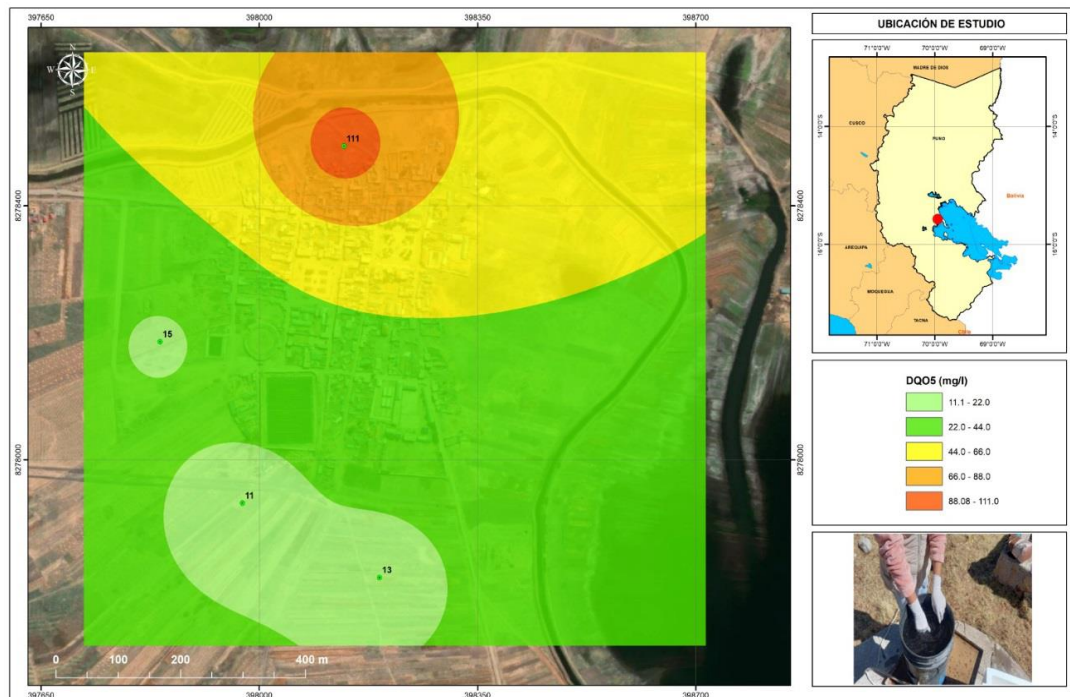 397650 398000 398350 398700
N
W E
S
111
8278400 8278400
15
8278000 8278000
11
13
0 100 200 400 m
397650 398000 398350 398700
UBICACIÓN DE ESTUDIO
71°0'0"W 70°0'0"W 69°0'0"W
MADRE DE DIOS
CUSCO
14°0'0"S 14°0'0"S
PUNO
Bolivia
AREQUIPA
16°0'0"S 16°0'0"S
MOQUEGUA
TACNA
Chile
71°0'0"W 70°0'0"W 69°0'0"W
DQO5 (mg/l)
11.1 - 22.0
22.0 - 44.0
44.0 - 66.0
66.0 - 88.0
88.08 - 111.0